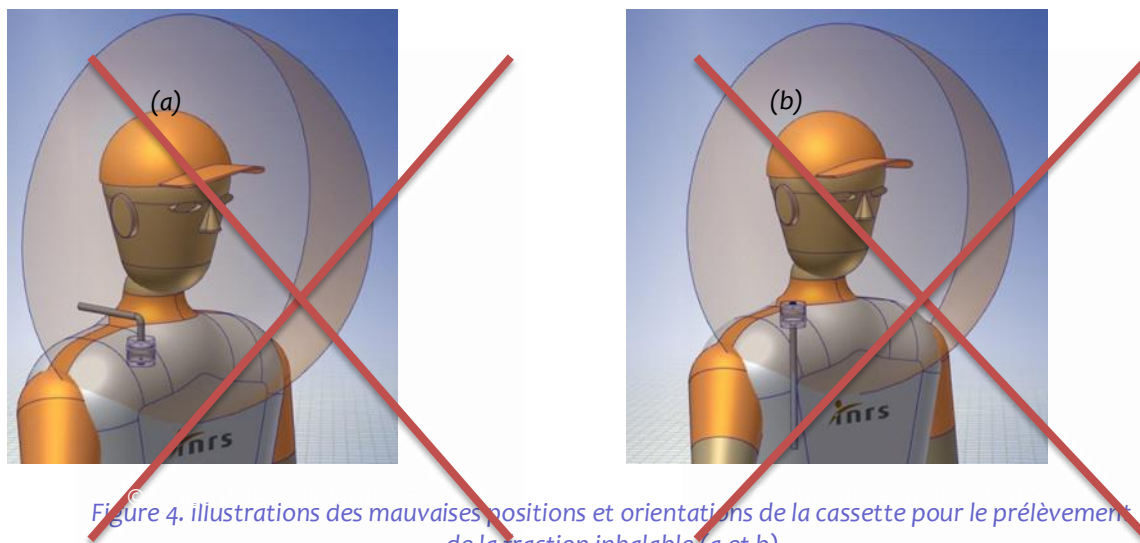 (a)
(b)
inrs
inrs
©
Figure 4. Illustrations des mauvaises positions et orientations de la cassette pour le prélèvement
de la fraction inhalable (a et b)